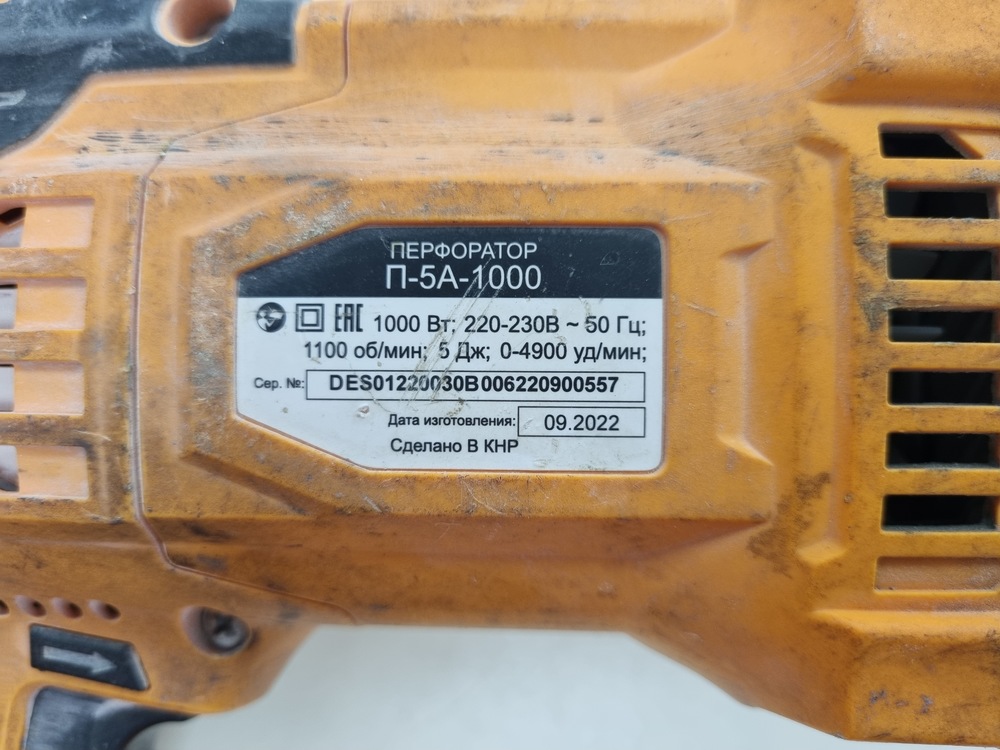 ПЕРФОРАТОР
П-5А-1000
ЕАС 1000 Вт; 220-230В ~ 50 Гц;
1100 об/мин; 5 Дж; 0-4900 уд/мин;
Сер. №: DES01220030B006220900557
Дата изготовления: 09.2022
Сделано В КНР